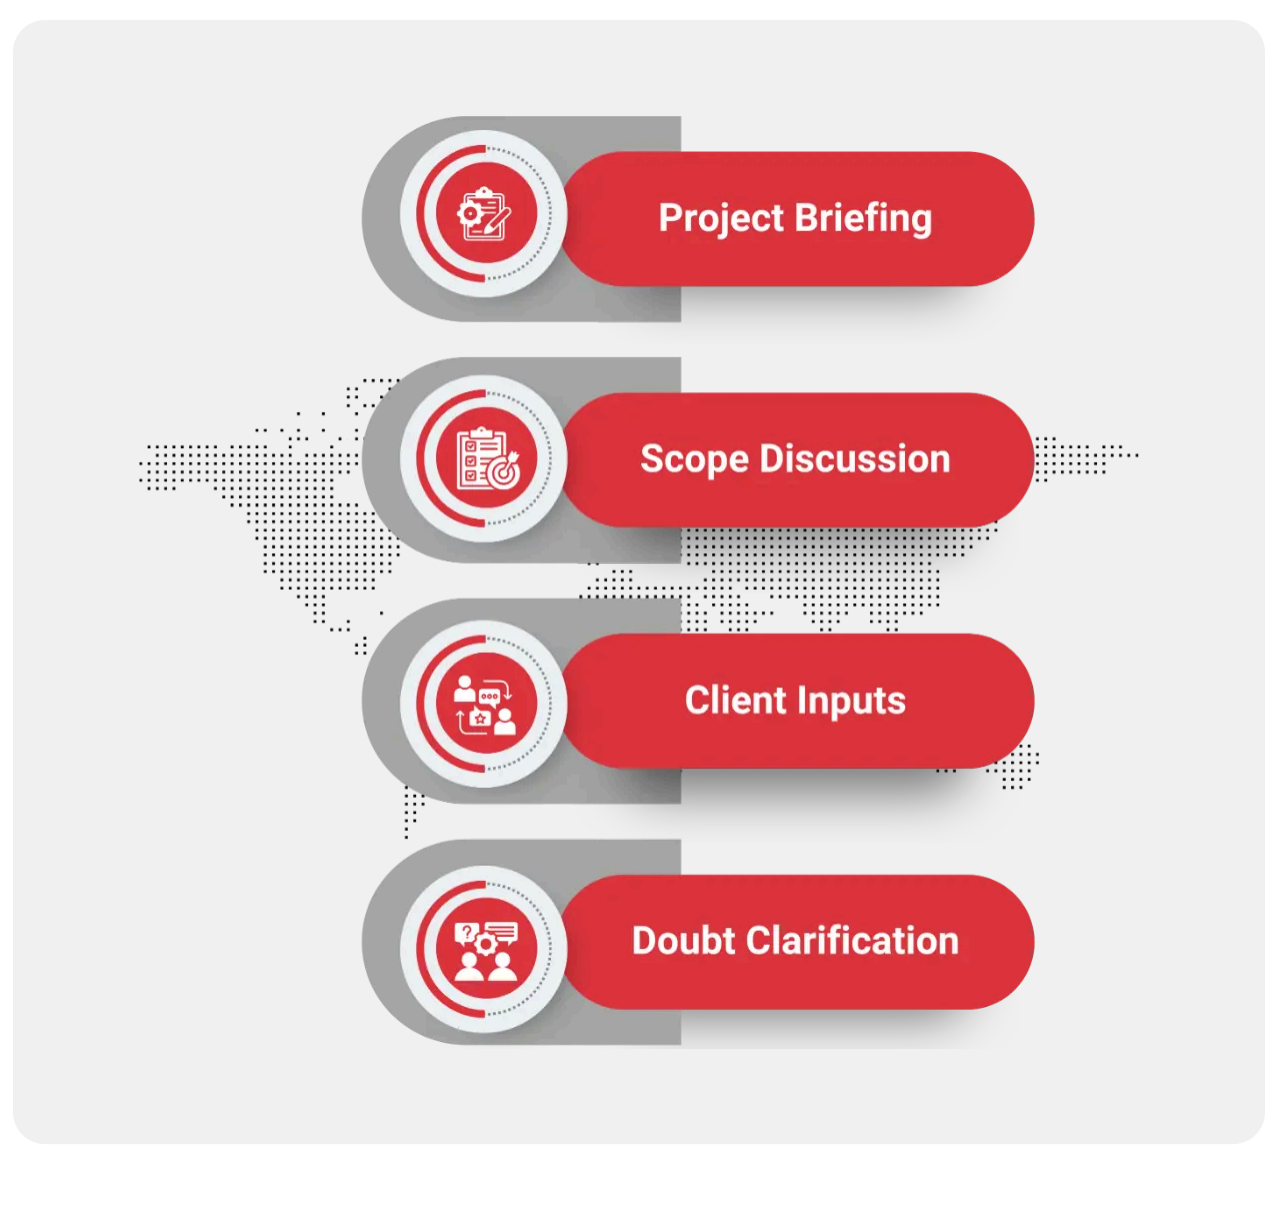 Project Briefing
Scope Discussion
Client Inputs
?
Doubt Clarification